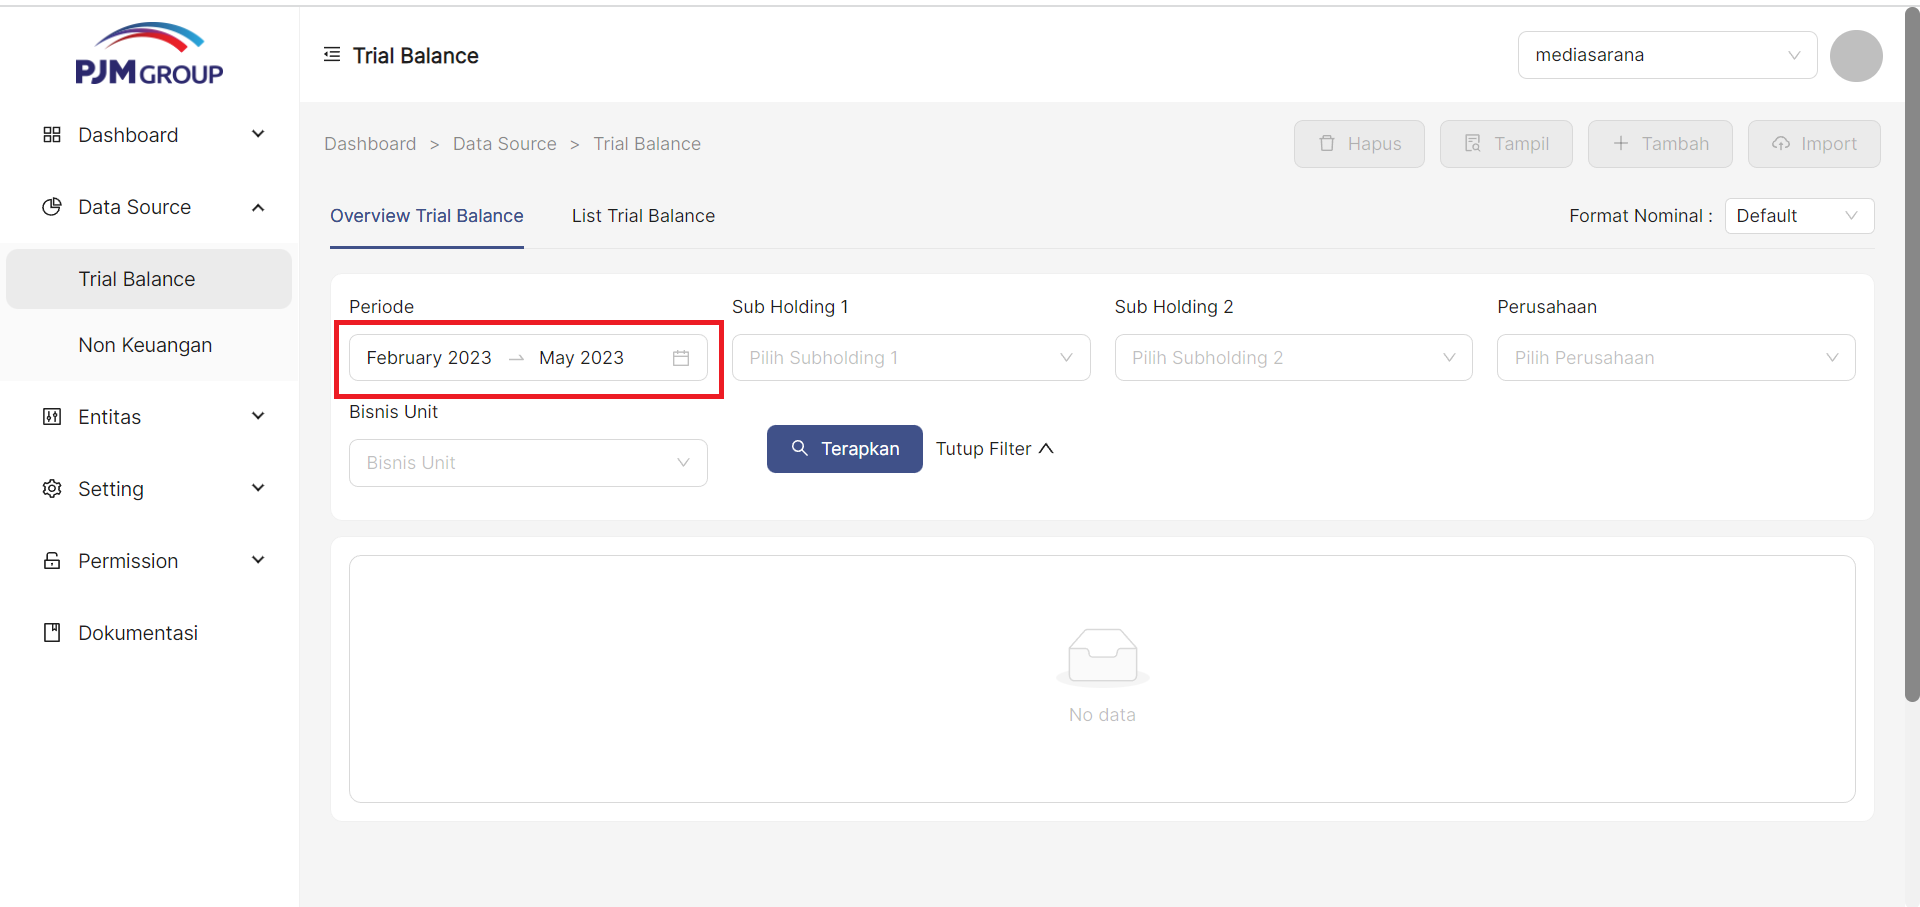 PJM GROUP
Trial Balance
mediasarana
Dashboard
Data Source
Trial Balance
Non Keuangan
Entitas
Setting
Permission
Dokumentasi
Dashboard > Data Source > Trial Balance
Hapus
Tampil
+ Tambah
Import
Overview Trial Balance
List Trial Balance
Format Nominal : Default
Periode
Sub Holding 1
Sub Holding 2
Perusahaan
February 2023 → May 2023
Pilih Subholding 1
Pilih Subholding 2
Pilih Perusahaan
Bisnis Unit
Bisnis Unit
Terapkan
Tutup Filter
No data